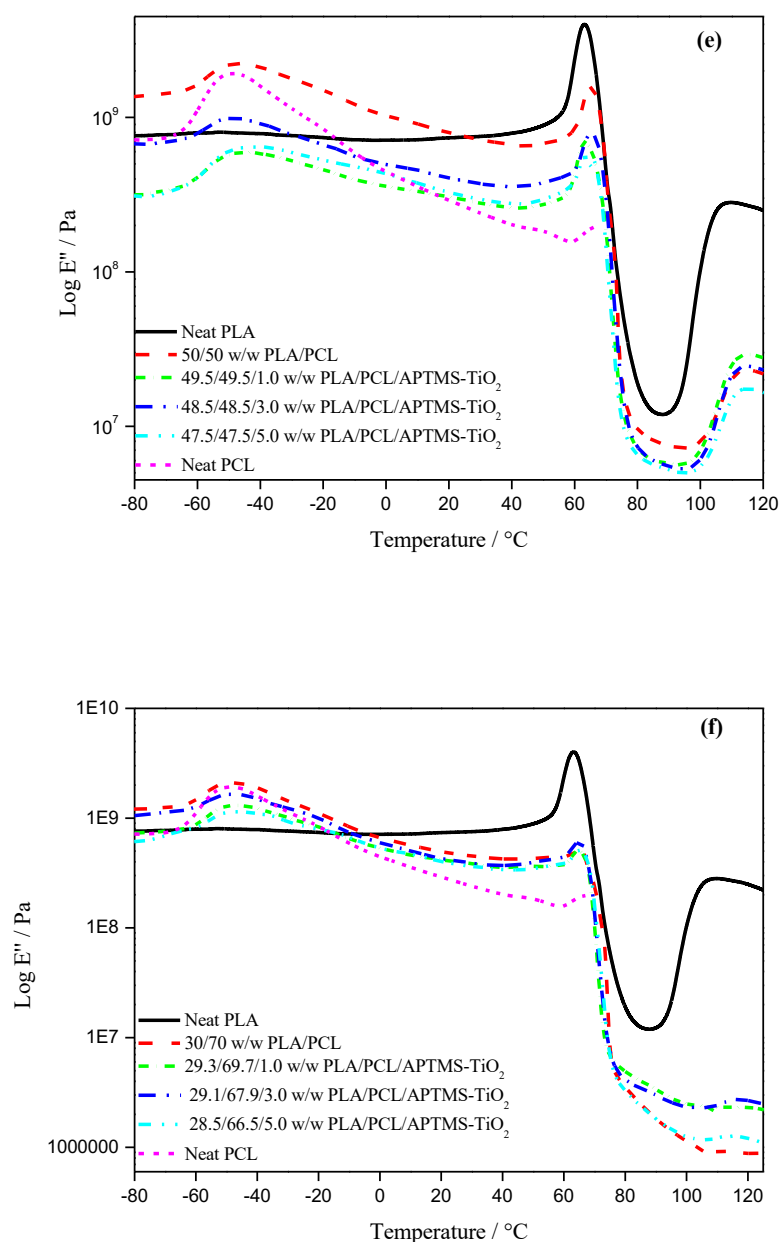 (e)
10⁹
10⁸
10⁷
Log E" / Pa
Neat PLA
50/50 w/w PLA/PCL
49.5/49.5/1.0 w/w PLA/PCL/APTMS-TiO₂
48.5/48.5/3.0 w/w PLA/PCL/APTMS-TiO₂
47.5/47.5/5.0 w/w PLA/PCL/APTMS-TiO₂
Neat PCL
-80 -60 -40 -20 0 20 40 60 80 100 120
Temperature / °C
(f)
1E10
1E9
1E8
1E7
1000000
Log E" / Pa
Neat PLA
30/70 w/w PLA/PCL
29.3/69.7/1.0 w/w PLA/PCL/APTMS-TiO₂
29.1/67.9/3.0 w/w PLA/PCL/APTMS-TiO₂
28.5/66.5/5.0 w/w PLA/PCL/APTMS-TiO₂
Neat PCL
-80 -60 -40 -20 0 20 40 60 80 100 120
Temperature / °C